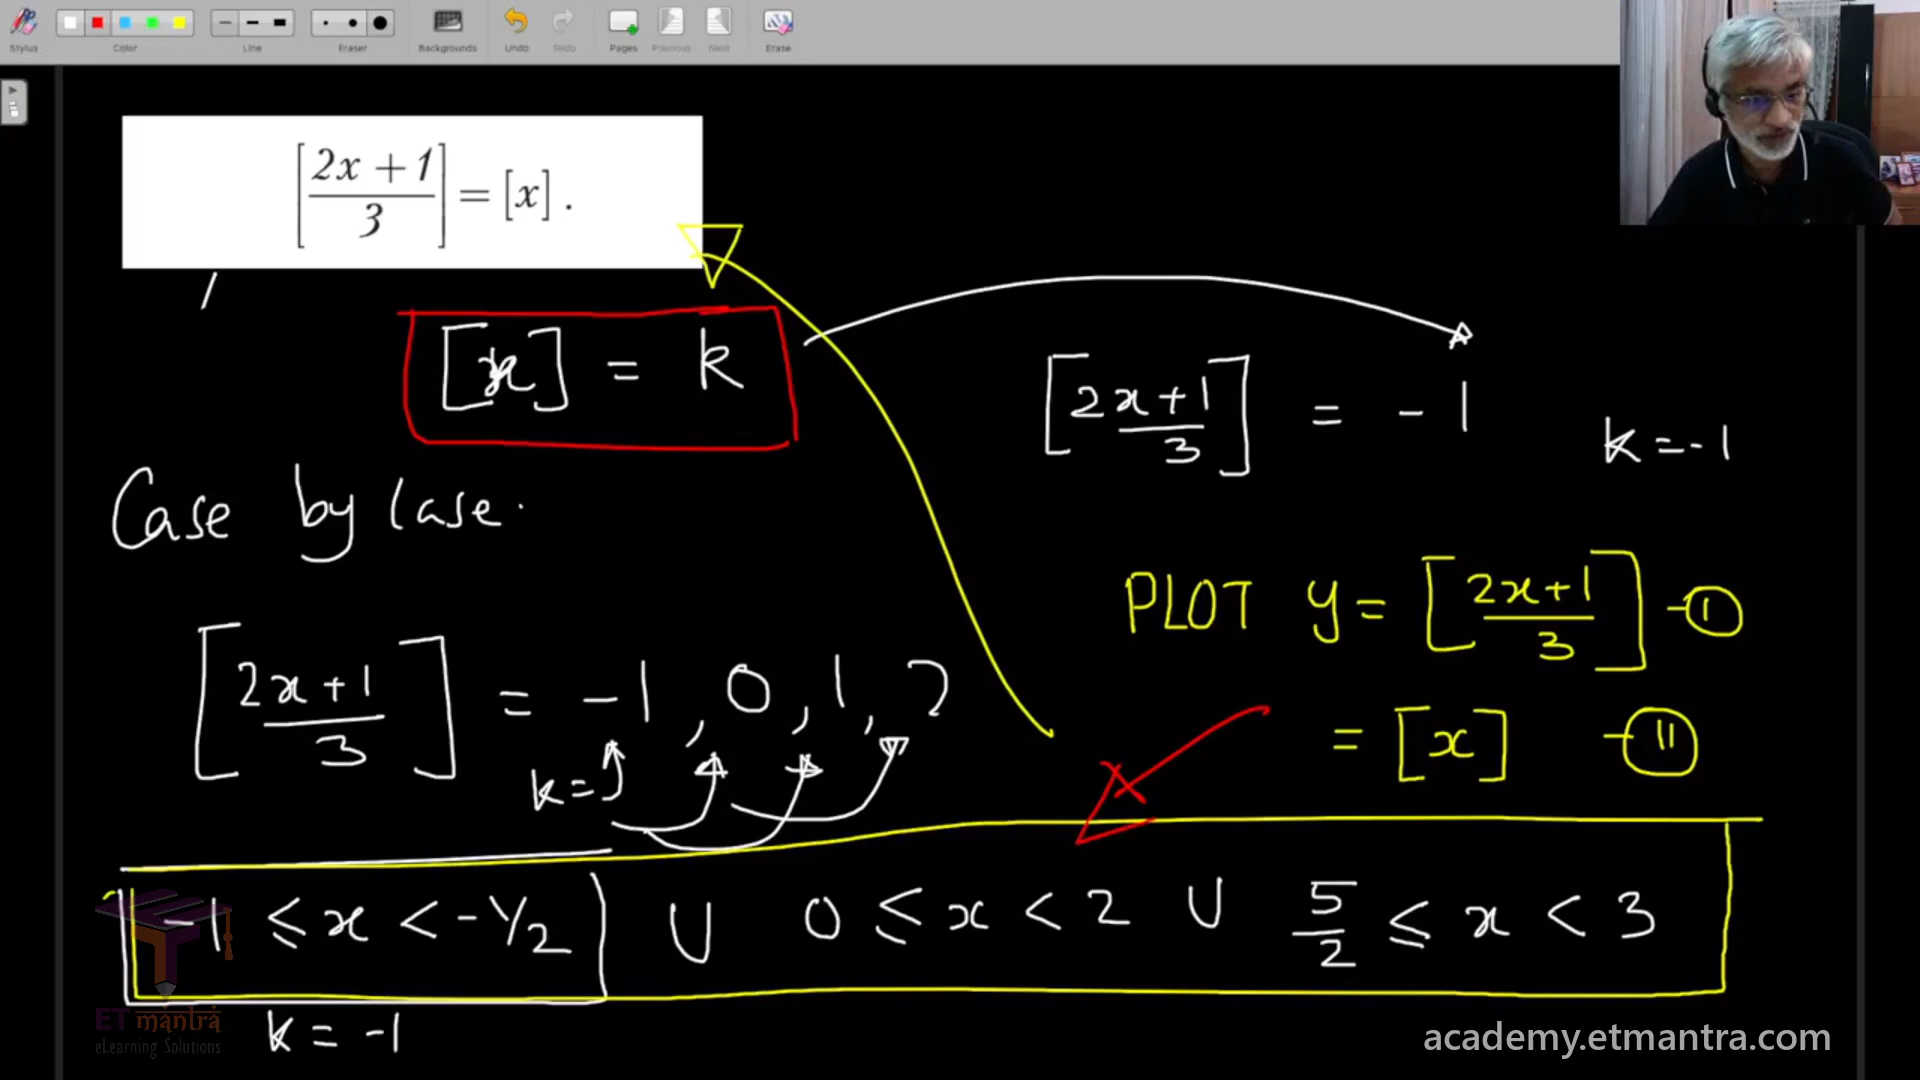 Stylus Color Line Eraser Backgrounds Undo Redo Pages Previous Next Erase
[(2x + 1)/3] = [x] .
[x] = k
[(2x+1)/3] = -1
k = -1
Case by Case.
PLOT y = [(2x+1)/3] - I
[(2x+1)/3] = -1, 0, 1, 2
= [x] - II
k =
-1 ≤ x < -1/2 U 0 ≤ x < 2 U 5/2 ≤ x < 3
k = -1
ET mantra
eLearning Solutions
academy.etmantra.com